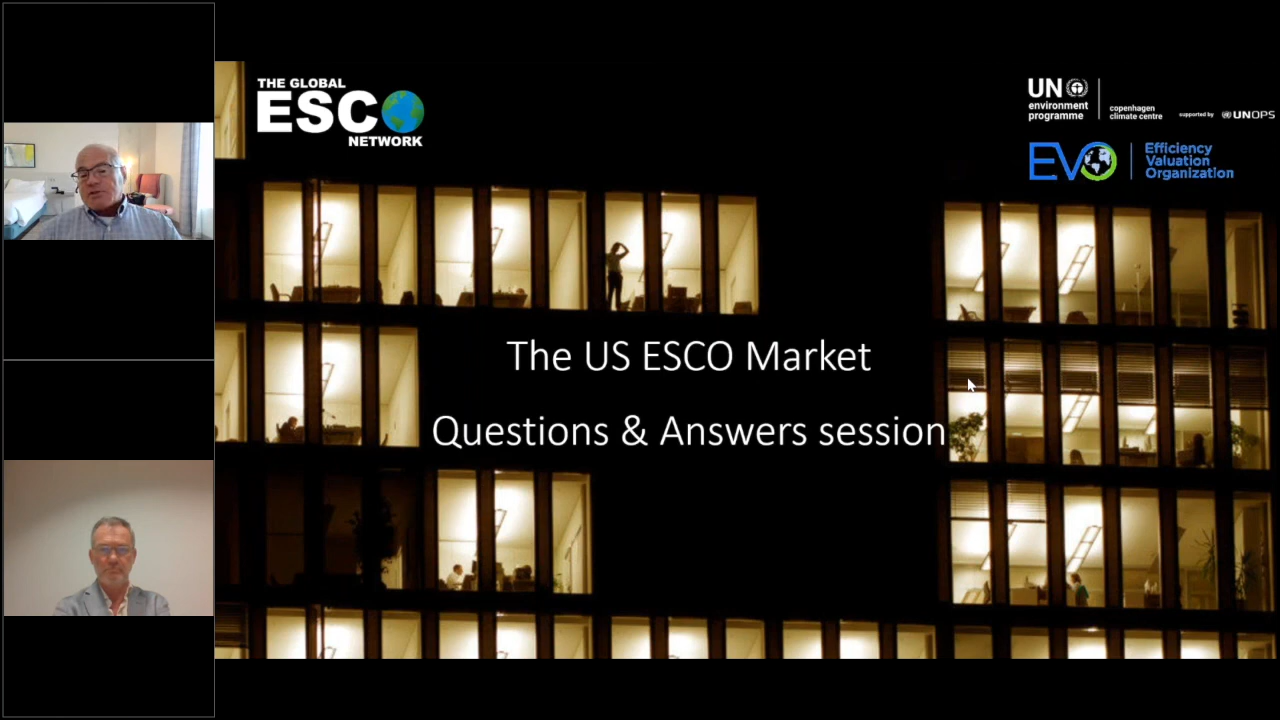 THE GLOBAL
ESCO
NETWORK
UN
environment
programme
copenhagen
climate centre
supported by
UNOPS
EVO
Efficiency
Valuation
Organization
The US ESCO Market
Questions & Answers session